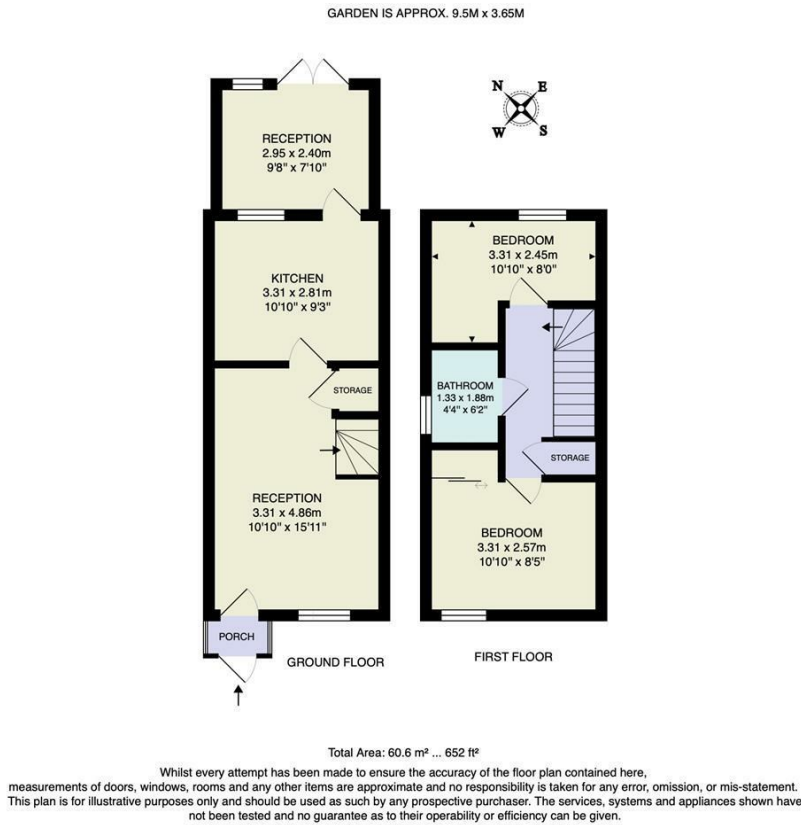 GARDEN IS APPROX. 9.5M x 3.65M
N E
W S
RECEPTION
2.95 x 2.40m
9'8" x 7'10"
KITCHEN
3.31 x 2.81m
10'10" x 9'3"
STORAGE
RECEPTION
3.31 x 4.86m
10'10" x 15'11"
PORCH
GROUND FLOOR
BEDROOM
3.31 x 2.45m
10'10" x 8'0"
BATHROOM
1.33 x 1.88m
4'4" x 6'2"
STORAGE
BEDROOM
3.31 x 2.57m
10'10" x 8'5"
FIRST FLOOR
Total Area: 60.6 m² ... 652 ft²
Whilst every attempt has been made to ensure the accuracy of the floor plan contained here,
measurements of doors, windows, rooms and any other items are approximate and no responsibility is taken for any error, omission, or mis-statement.
This plan is for illustrative purposes only and should be used as such by any prospective purchaser. The services, systems and appliances shown have
not been tested and no guarantee as to their operability or efficiency can be given.